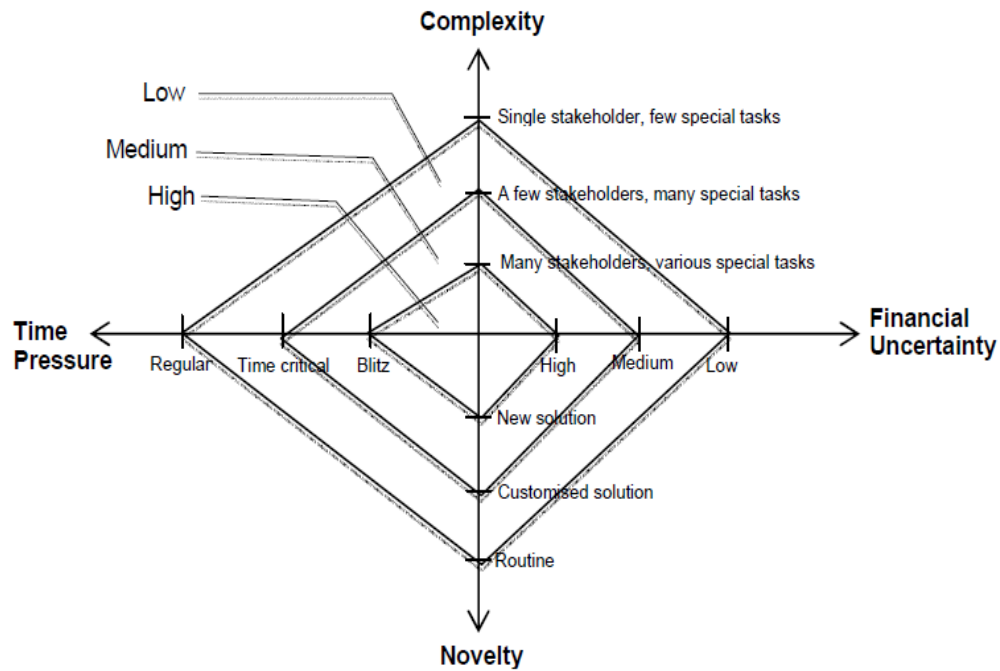 Complexity
Low
Single stakeholder, few special tasks
Medium
High
A few stakeholders, many special tasks
Many stakeholders, various special tasks
Time
Pressure
Financial
Uncertainty
Regular
Time critical
Blitz
High
Medium
Low
New solution
Customised solution
Routine
Novelty